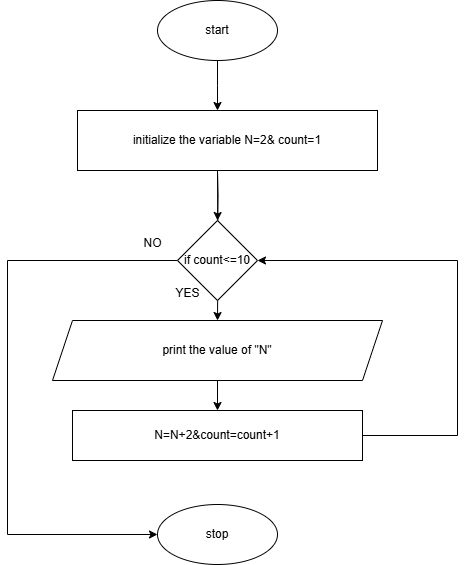 start
initialize the variable N=2& count=1
NO
if count<=10
YES
print the value of "N"
N=N+2&count=count+1
stop